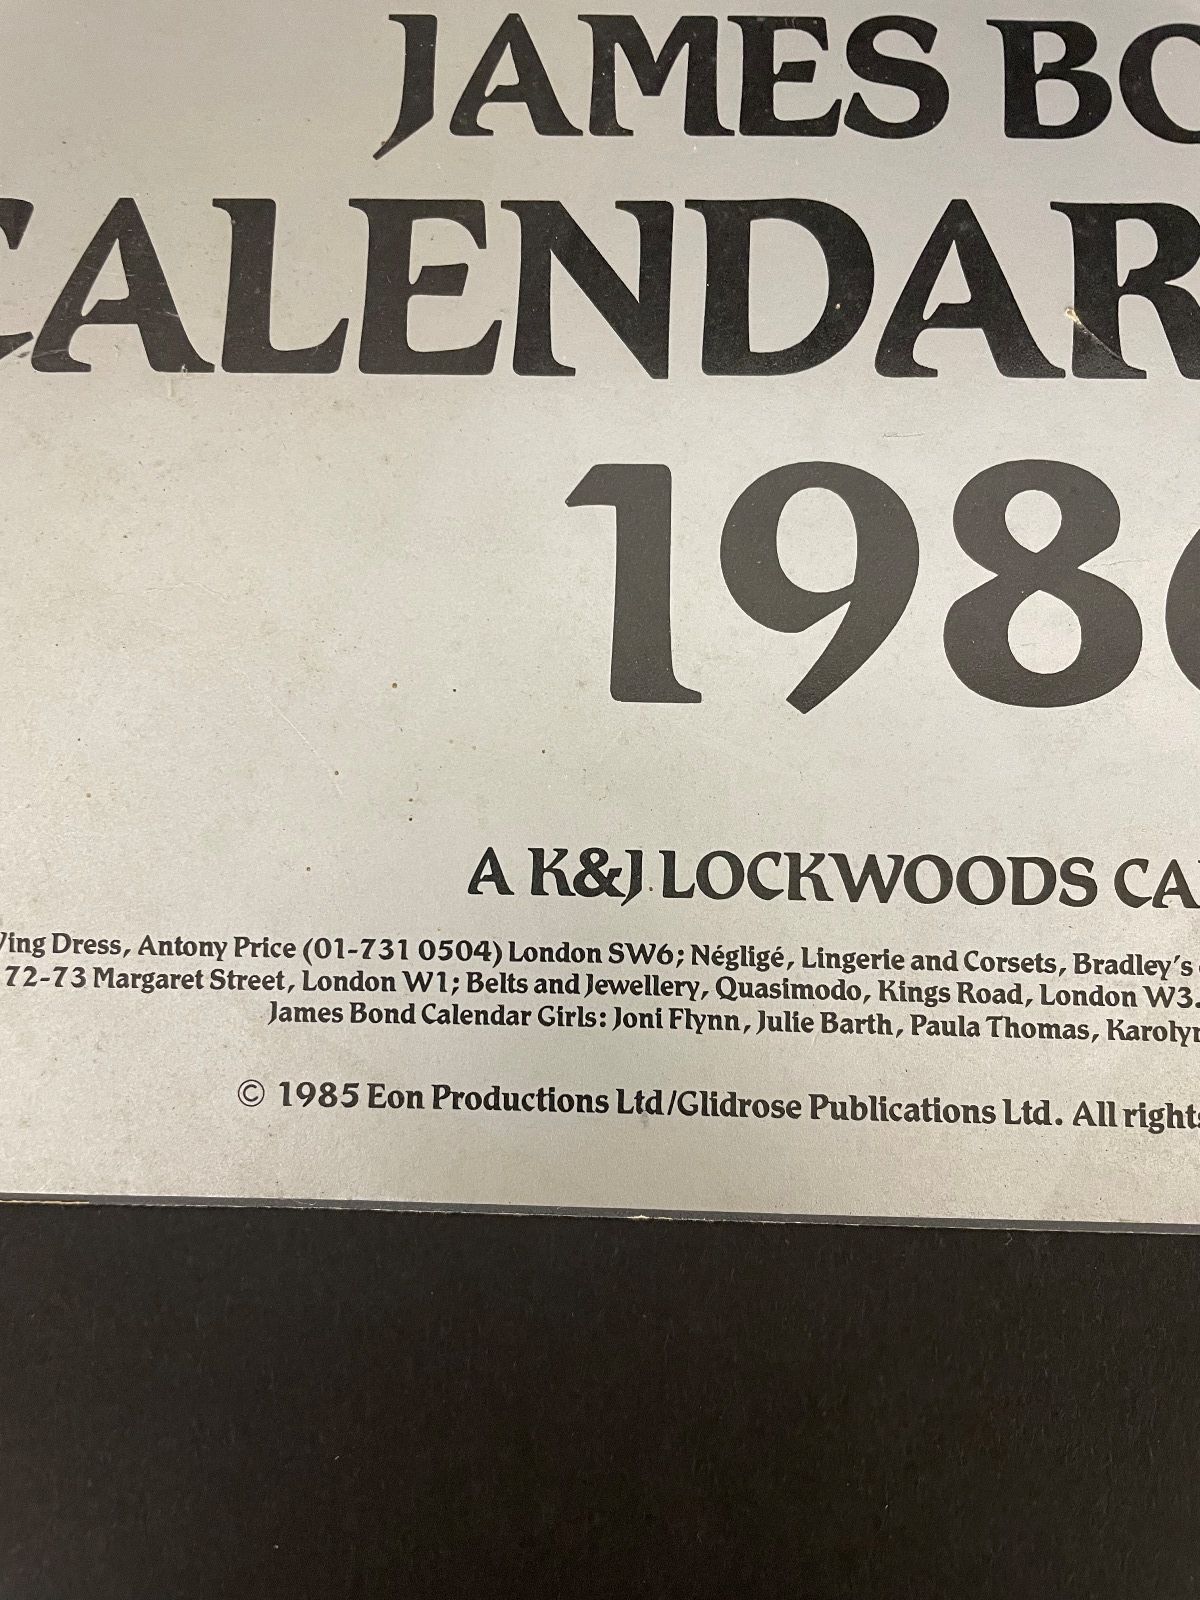 JAMES BO
CALENDAR
198
A K&J LOCKWOODS CA
Wing Dress, Antony Price (01-731 0504) London SW6; Négligé, Lingerie and Corsets, Bradley's
72-73 Margaret Street, London W1; Belts and Jewellery, Quasimodo, Kings Road, London W3.
James Bond Calendar Girls: Joni Flynn, Julie Barth, Paula Thomas, Karolyn
© 1985 Eon Productions Ltd/Glidrose Publications Ltd. All rights